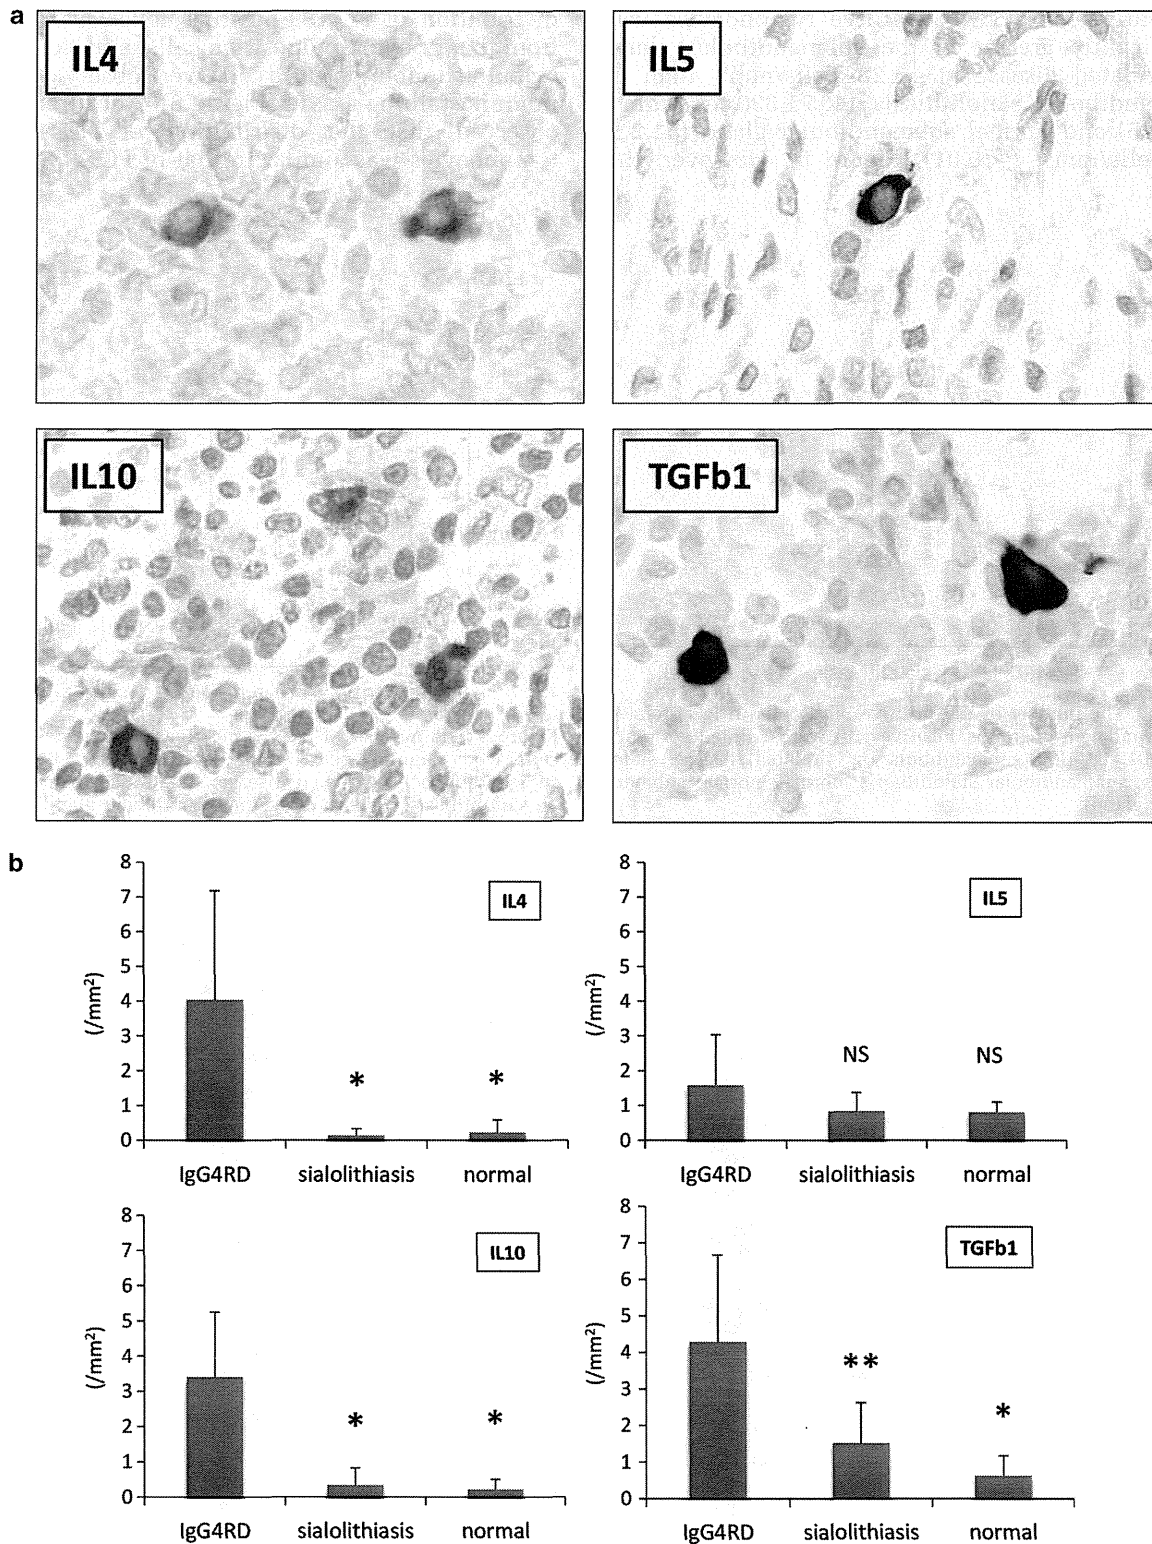 a
IL4
IL5
IL10
TGFb1
b
8
7
6
5
4
3
2
1
0
(/mm²)
IL4
*
*
IgG4RD sialolithiasis normal
8
7
6
5
4
3
2
1
0
(/mm²)
IL5
NS
NS
IgG4RD sialolithiasis normal
8
7
6
5
4
3
2
1
0
(/mm²)
IL10
*
*
IgG4RD sialolithiasis normal
8
7
6
5
4
3
2
1
0
(/mm²)
TGFb1
**
*
IgG4RD sialolithiasis normal